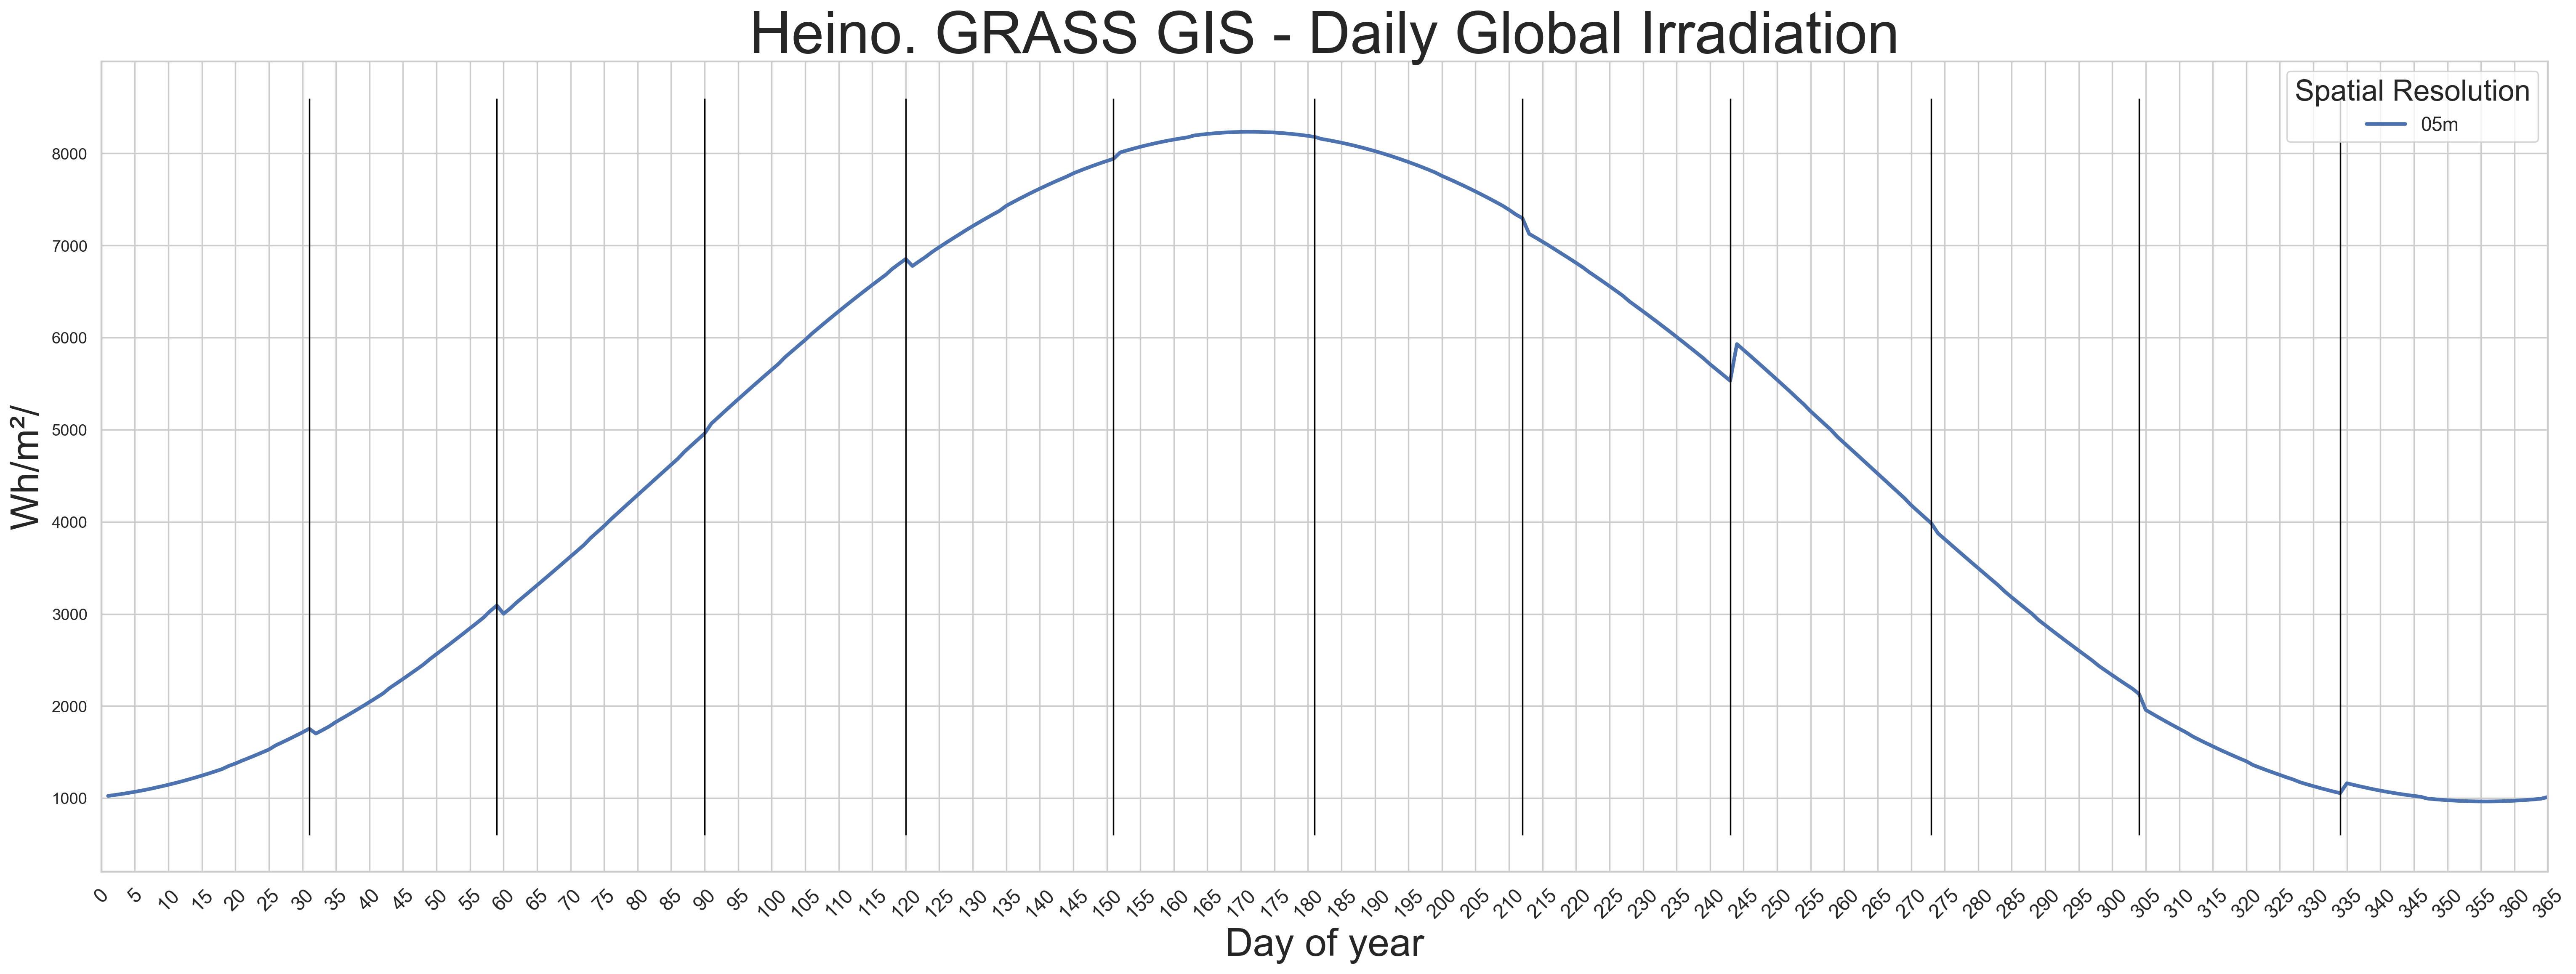 Heino. GRASS GIS - Daily Global Irradiation
Spatial Resolution
05m
8000
7000
6000
5000
4000
3000
2000
1000
Wh/m²/
0 5 10 15 20 25 30 35 40 45 50 55 60 65 70 75 80 85 90 95 100 105 110 115 120 125 130 135 140 145 150 155 160 165 170 175 180 185 190 195 200 205 210 215 220 225 230 235 240 245 250 255 260 265 270 275 280 285 290 295 300 305 310 315 320 325 330 335 340 345 350 355 360 365
Day of year